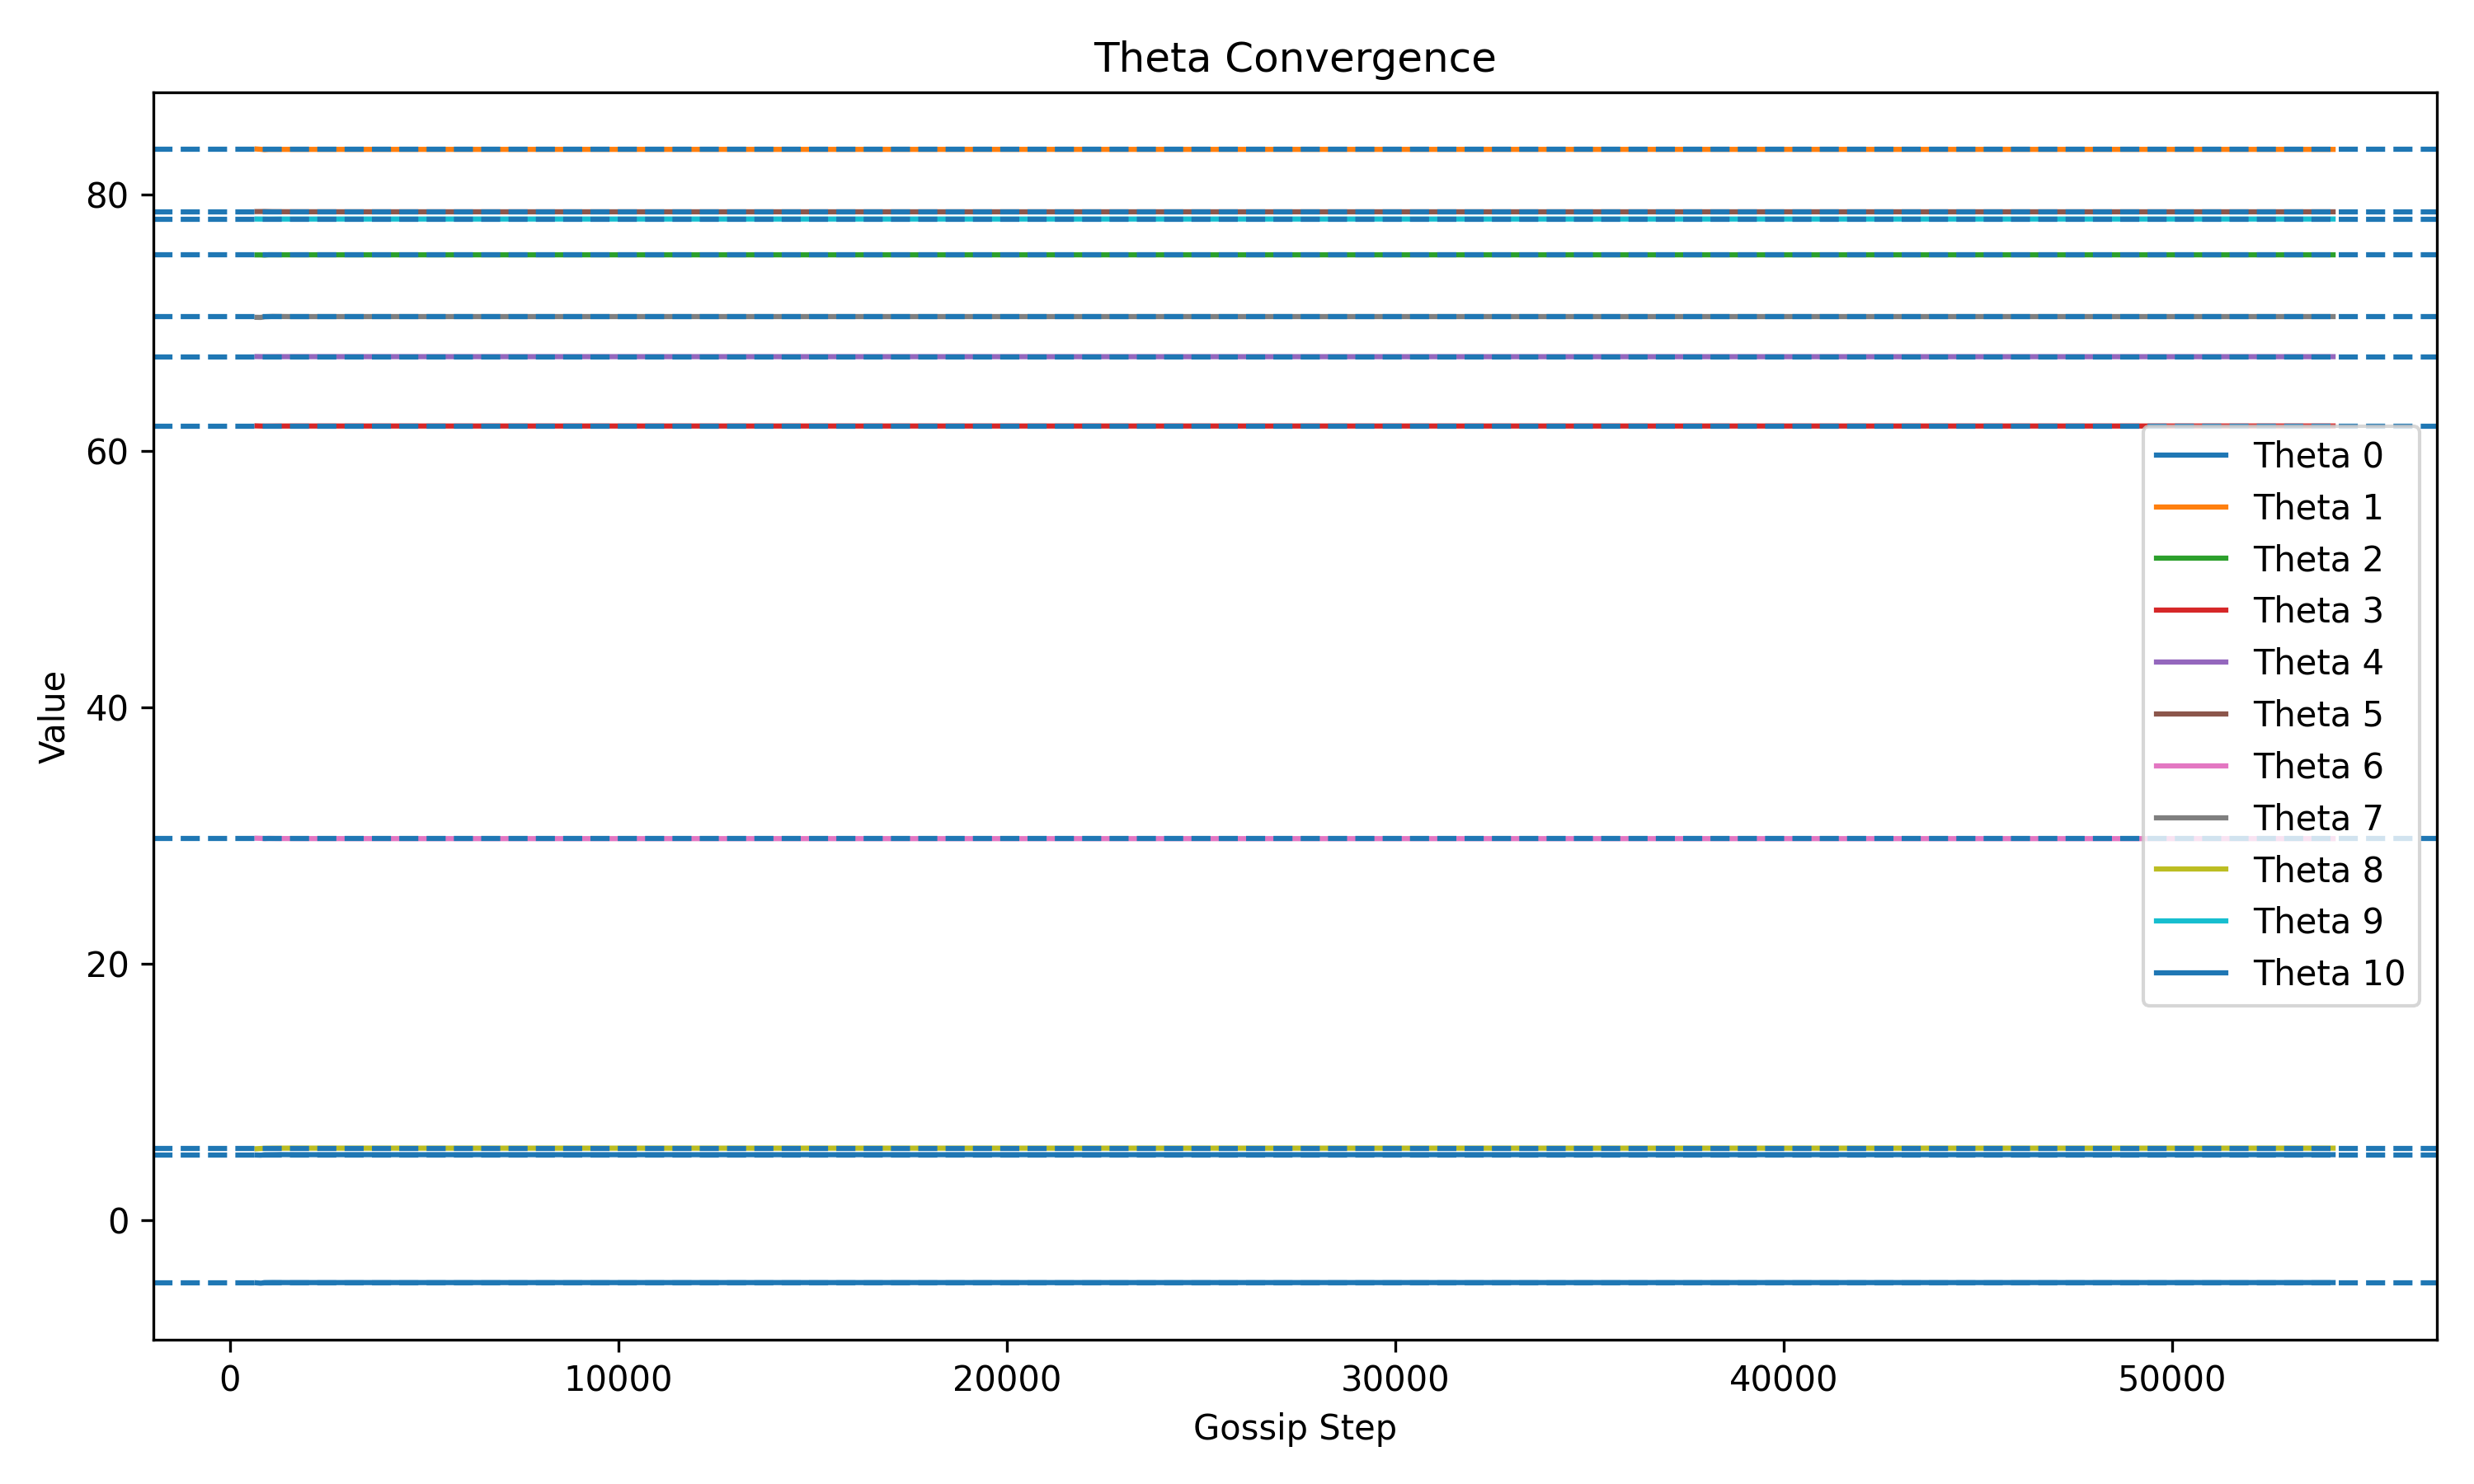 Theta Convergence
80
60
40
20
0
Value
Theta 0
Theta 1
Theta 2
Theta 3
Theta 4
Theta 5
Theta 6
Theta 7
Theta 8
Theta 9
Theta 10
0 10000 20000 30000 40000 50000
Gossip Step